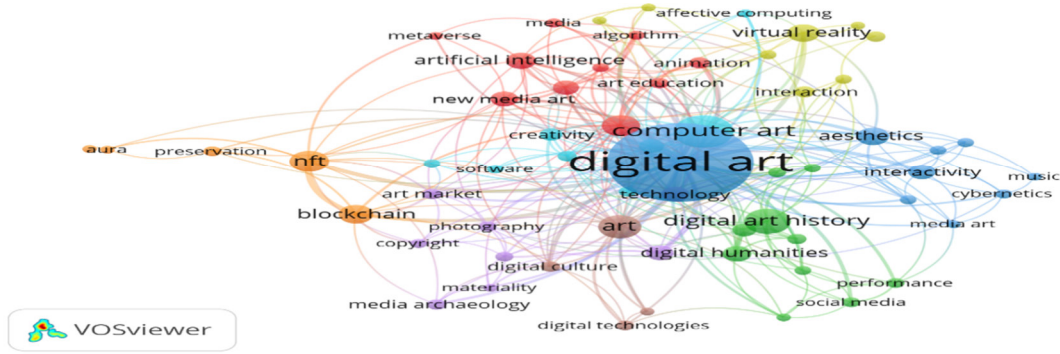 affective computing
media
virtual reality
metaverse
algorithm
artificial intelligence
animation
art education
interaction
new media art
computer art
creativity
aesthetics
aura
preservation
nft
digital art
software
interactivity
music
art market
technology
cybernetics
blockchain
photography
art
digital art history
media art
copyright
digital humanities
digital culture
materiality
performance
media archaeology
social media
digital technologies
VOSviewer